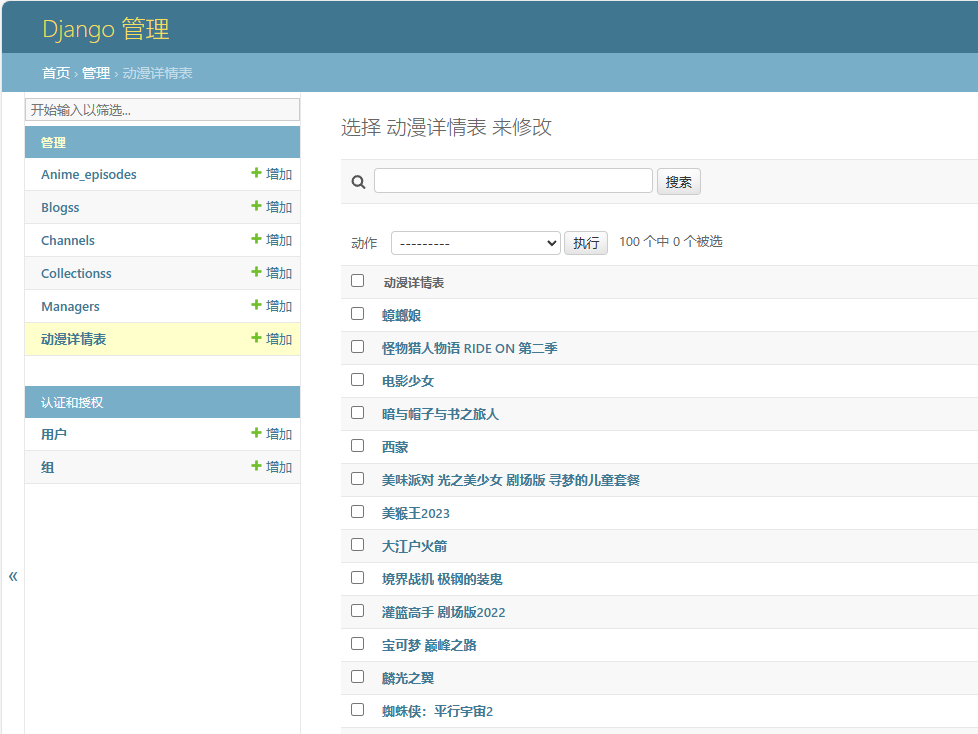 Django 管理
首页 › 管理 › 动漫详情表
开始输入以筛选...
管理
Anime_episodes 增加
Blogss 增加
Channels 增加
Collectionss 增加
Managers 增加
动漫详情表 增加
认证和授权
用户 增加
组 增加
«
选择 动漫详情表 来修改
搜索
动作 --------- 执行 100 个中 0 个被选
动漫详情表
蟑螂娘
怪物猎人物语 RIDE ON 第二季
电影少女
暗与帽子与书之旅人
西蒙
美味派对 光之美少女 剧场版 寻梦的儿童套餐
美猴王2023
大江户火箭
境界战机 极钢的装鬼
灌篮高手 剧场版2022
宝可梦 巅峰之路
麟光之翼
蜘蛛侠：平行宇宙2